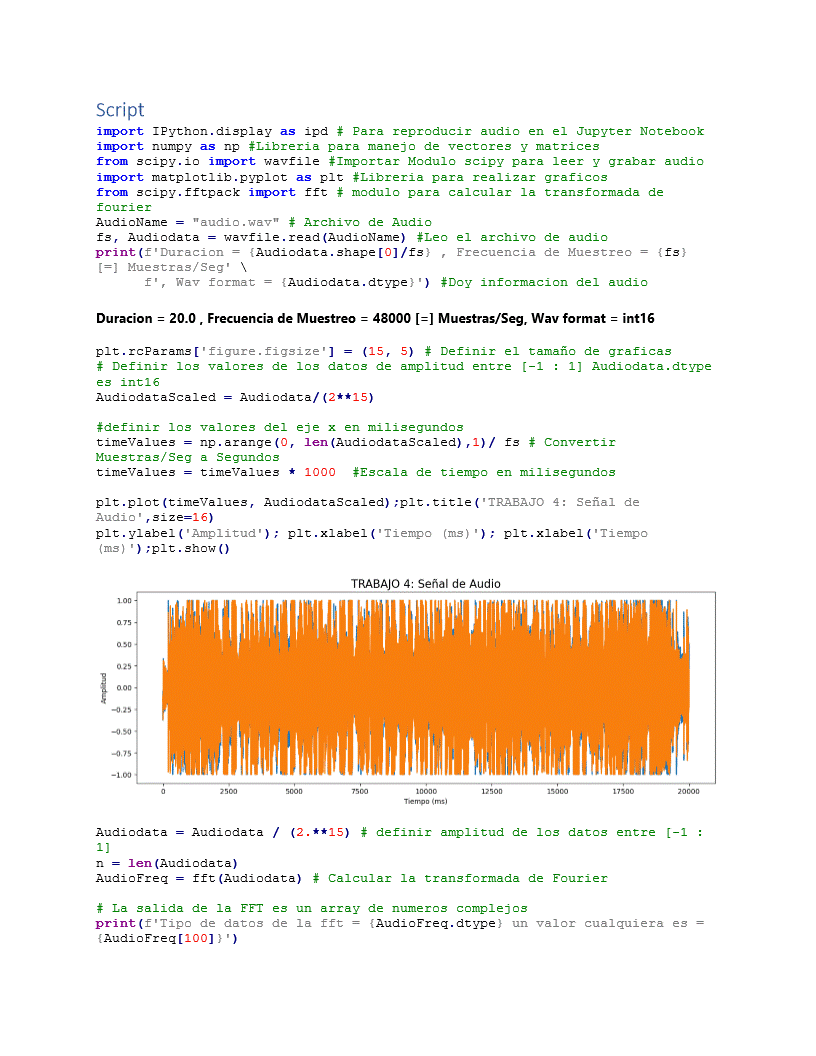 Script
import IPython.display as ipd # Para reproducir audio en el Jupyter Notebook
import numpy as np #Libreria para manejo de vectores y matrices
from scipy.io import wavfile #Importar Modulo scipy para leer y grabar audio
import matplotlib.pyplot as plt #Libreria para realizar graficos
from scipy.fftpack import fft # modulo para calcular la transformada de
fourier
AudioName = "audio.wav" # Archivo de Audio
fs, Audiodata = wavfile.read(AudioName) #Leo el archivo de audio
print(f'Duracion = {Audiodata.shape[0]/fs} , Frecuencia de Muestreo = {fs}
[=] Muestras/Seg' \
f', Wav format = {Audiodata.dtype}') #Doy informacion del audio
Duracion = 20.0 , Frecuencia de Muestreo = 48000 [=] Muestras/Seg, Wav format = int16
plt.rcParams['figure.figsize'] = (15, 5) # Definir el tamaño de graficas
# Definir los valores de los datos de amplitud entre [-1 : 1] Audiodata.dtype
es int16
AudiodataScaled = Audiodata/(2**15)
#definir los valores del eje x en milisegundos
timeValues = np.arange(0, len(AudiodataScaled),1)/ fs # Convertir
Muestras/Seg a Segundos
timeValues = timeValues * 1000  #Escala de tiempo en milisegundos
plt.plot(timeValues, AudiodataScaled);plt.title('TRABAJO 4: Señal de
Audio',size=16)
plt.ylabel('Amplitud'); plt.xlabel('Tiempo (ms)'); plt.xlabel('Tiempo
(ms)');plt.show()
TRABAJO 4: Señal de Audio
1.00
0.75
0.50
0.25
0.00
−0.25
−0.50
−0.75
−1.00
Amplitud
0 2500 5000 7500 10000 12500 15000 17500 20000
Tiempo (ms)
Audiodata = Audiodata / (2.**15) # definir amplitud de los datos entre [-1 :
1]
n = len(Audiodata)
AudioFreq = fft(Audiodata) # Calcular la transformada de Fourier
# La salida de la FFT es un array de numeros complejos
print(f'Tipo de datos de la fft = {AudioFreq.dtype} un valor cualquiera es =
{AudioFreq[100]}')